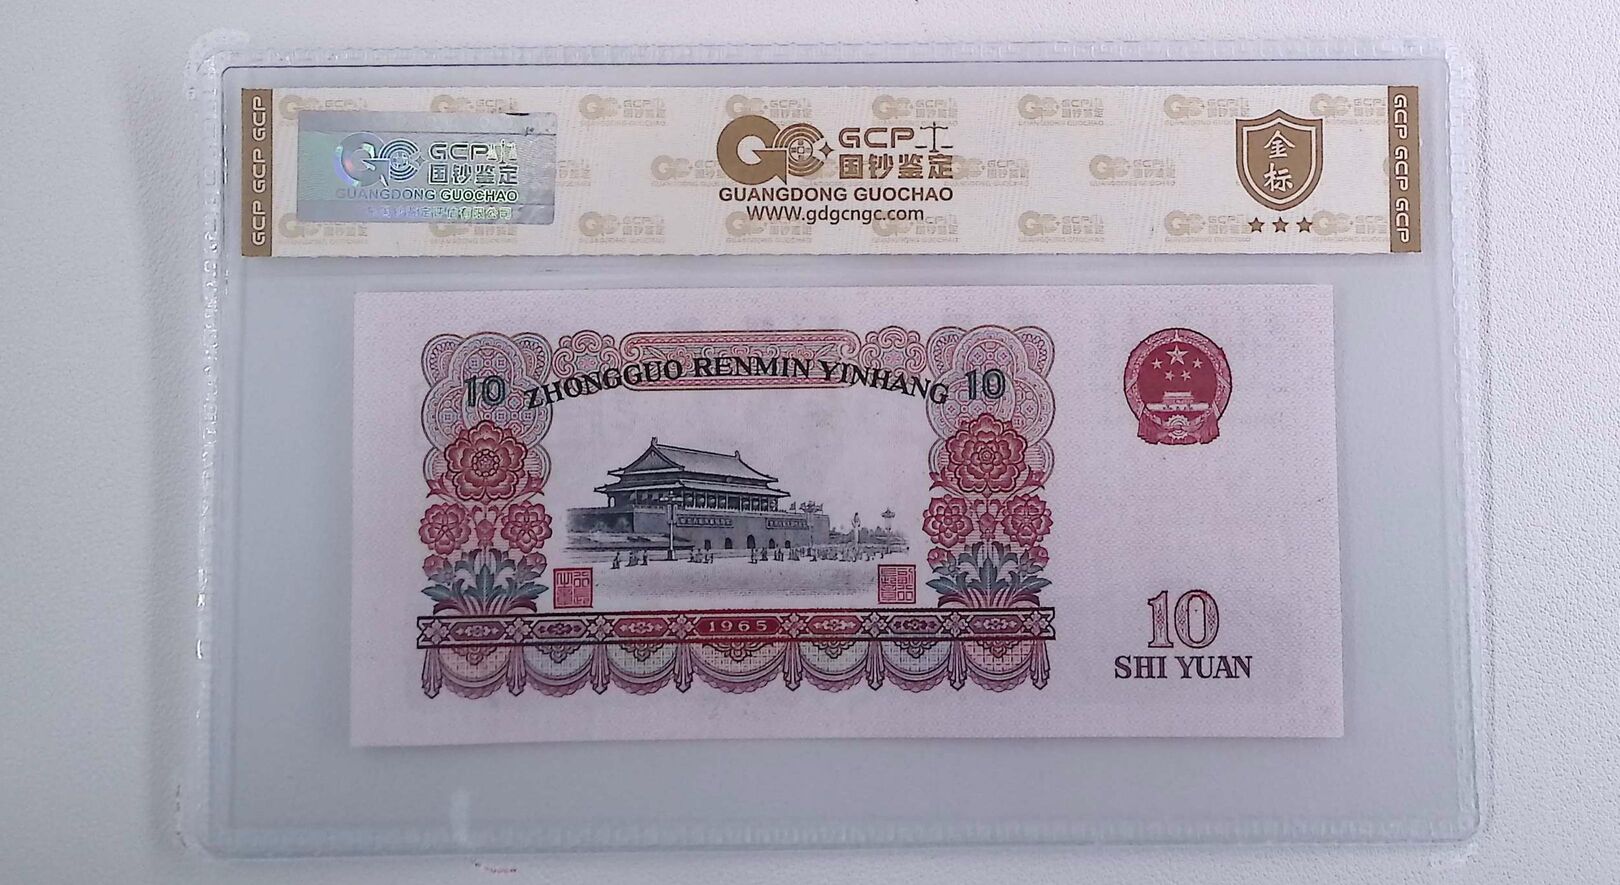 GCP GCP GCP
GCP
国钞鉴定
GUANGDONG GUOCHAO
GCP
国钞鉴定
GUANGDONG GUOCHAO
WWW.gdgcngc.com
金标
GCP GCP GCP
10 ZHONGGUO RENMIN YINHANG 10
1965
10
SHI YUAN